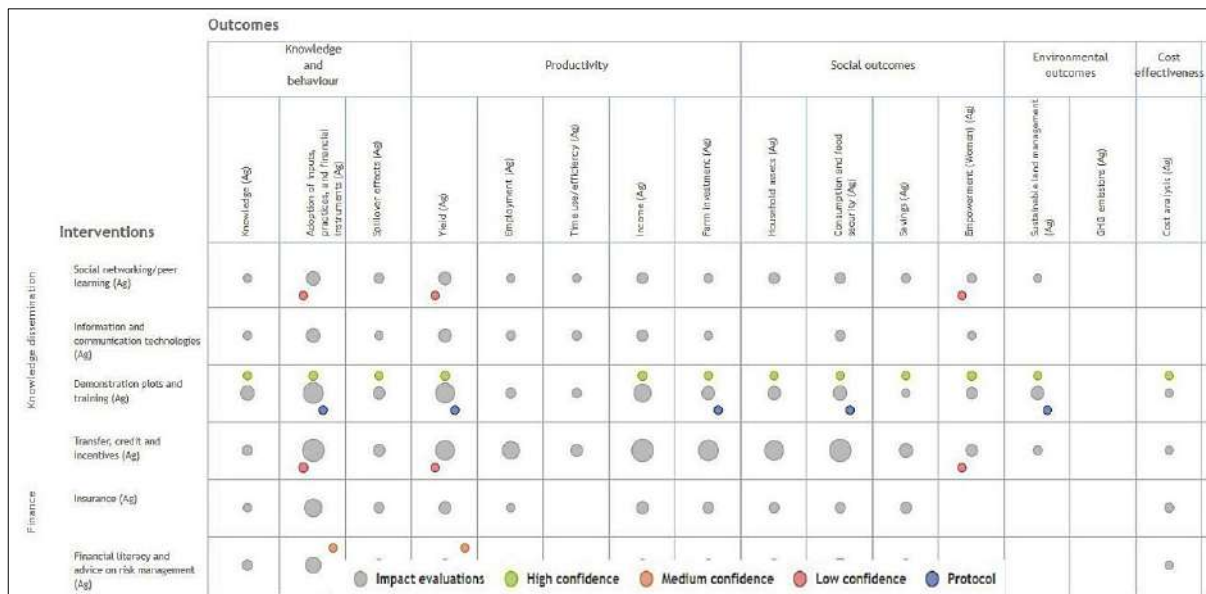 Outcomes
Knowledge
and
behaviour
Productivity
Social outcomes
Environmental
outcomes
Cost
effectiveness
Knowledge (Ag)
Adoption of inputs,
practices, and financial
instruments (Ag)
Spillover effects (Ag)
Yield (Ag)
Employment (Ag)
Time use/efficiency (Ag)
Income (Ag)
Farm investment (Ag)
Household assets (Ag)
Consumption and food
security (Ag)
Savings (Ag)
Empowerment (Women) (Ag)
Sustainable land management
(Ag)
GHG emissions (Ag)
Cost analysis (Ag)
Interventions
Knowledge dissemination
Social networking/peer
learning (Ag)
Information and
communication technologies
(Ag)
Demonstration plots and
training (Ag)
Finance
Transfer, credit and
incentives (Ag)
Insurance (Ag)
Financial literacy and
advice on risk management
(Ag)
Impact evaluations
High confidence
Medium confidence
Low confidence
Protocol